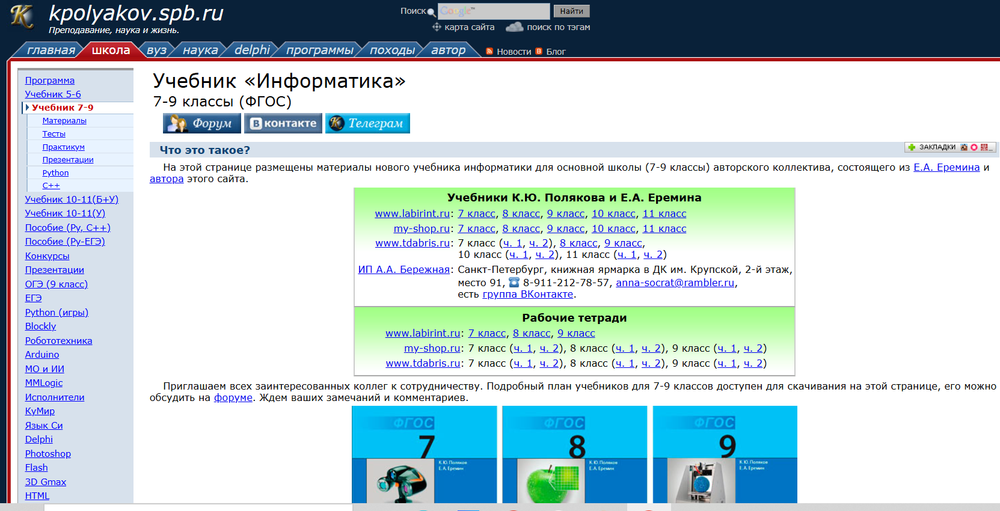 kpolyakov.spb.ru
Преподавание, наука и жизнь.
Поиск Google™ Найти
карта сайта поиск по тэгам
главная школа вуз наука delphi программы походы автор Новости Блог
Программа
Учебник 5-6
Учебник 7-9
Материалы
Тесты
Практикум
Презентации
Python
C++
Учебник 10-11(Б+У)
Учебник 10-11(У)
Пособие (Py, C++)
Пособие (Py-ЕГЭ)
Конкурсы
Презентации
ОГЭ (9 класс)
ЕГЭ
Python (игры)
Blockly
Робототехника
Arduino
МО и ИИ
MMLogic
Исполнители
КуМир
Язык Си
Delphi
Photoshop
Flash
3D Gmax
HTML
Учебник «Информатика»
7-9 классы (ФГОС)
Форум В контакте Телеграм
Что это такое?
ЗАКЛАДКИ
На этой странице размещены материалы нового учебника информатики для основной школы (7-9 классы) авторского коллектива, состоящего из Е.А. Еремина и
автора этого сайта.
Учебники К.Ю. Полякова и Е.А. Еремина
www.labirint.ru: 7 класс, 8 класс, 9 класс, 10 класс, 11 класс
my-shop.ru: 7 класс, 8 класс, 9 класс, 10 класс, 11 класс
www.tdabris.ru: 7 класс (ч. 1, ч. 2), 8 класс, 9 класс,
10 класс (ч. 1, ч. 2), 11 класс (ч. 1, ч. 2)
ИП А.А. Бережная: Санкт-Петербург, книжная ярмарка в ДК им. Крупской, 2-й этаж,
место 91, ☎ 8-911-212-78-57, anna-socrat@rambler.ru,
есть группа ВКонтакте.
Рабочие тетради
www.labirint.ru: 7 класс, 8 класс, 9 класс
my-shop.ru: 7 класс (ч. 1, ч. 2), 8 класс (ч. 1, ч. 2), 9 класс (ч. 1, ч. 2)
www.tdabris.ru: 7 класс (ч. 1, ч. 2), 8 класс (ч. 1, ч. 2), 9 класс (ч. 1, ч. 2)
Приглашаем всех заинтересованных коллег к сотрудничеству. Подробный план учебников для 7-9 классов доступен для скачивания на этой странице, его можно
обсудить на форуме. Ждем ваших замечаний и комментариев.
ФГОС
7
К.Ю. Поляков
Е.А. Еремин
ФГОС
8
К.Ю. Поляков
Е.А. Еремин
ФГОС
9
К.Ю. Поляков
Е.А. Еремин